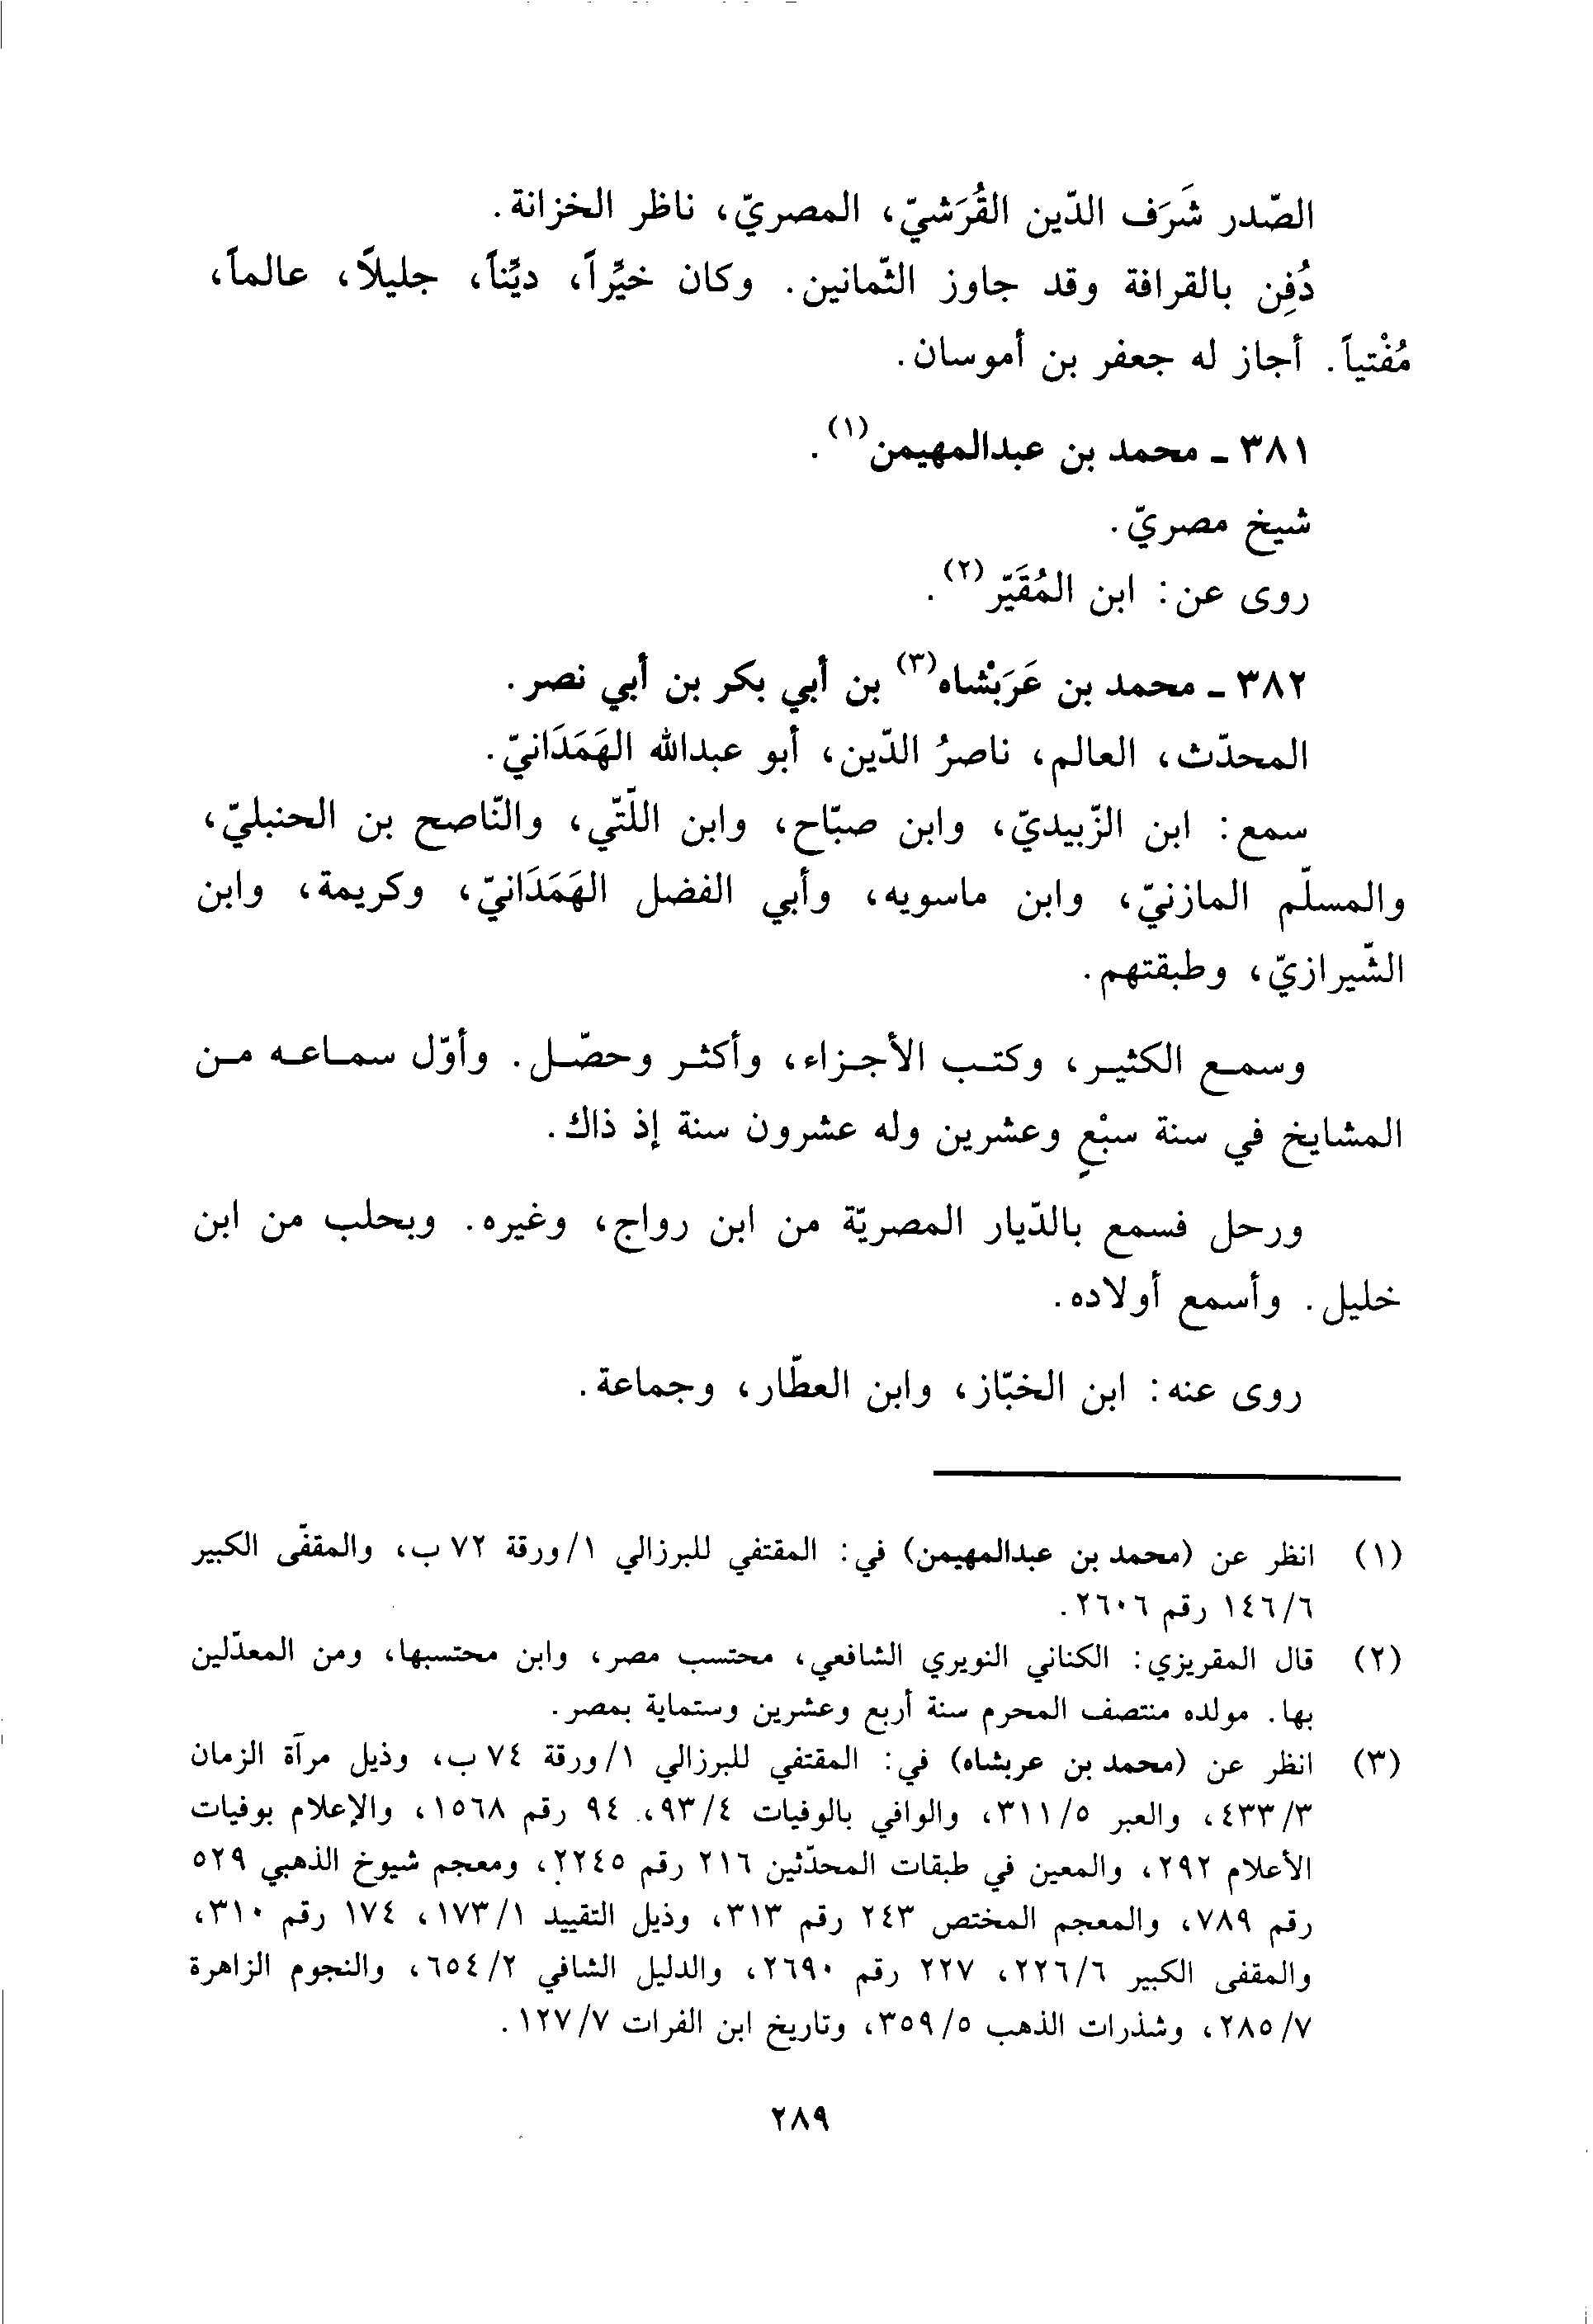 الصّدر شَرَف الدّين القُرَشيّ، المصريّ، ناظر الخزانة.
دُفِن بالقرافة وقد جاوز الثّمانين. وكان خيِّراً، ديِّناً، جليلاً، عالماً،
مُفْتياً. أجاز له جعفر بن أموسان.
٣٨١ ـ محمد بن عبدالمهيمن(١).
شيخ مصريّ.
روى عن: ابن المُقَيّر(٢).
٣٨٢ ـ محمد بن عَرَبْشاه(٣) بن أبي بكر بن أبي نصر.
المحدّث، العالم، ناصرُ الدّين، أبو عبدالله الهَمَدَانيّ.
سمع: ابن الزّبيديّ، وابن صبّاح، وابن اللّتّي، والنّاصح بن الحنبليّ،
والمسلّم المازنيّ، وابن ماسويه، وأبي الفضل الهَمَدَانيّ، وكريمة، وابن
الشّيرازيّ، وطبقتهم.
وسمع الكثير، وكتب الأجزاء، وأكثر وحصّل. وأوّل سماعه من
المشايخ في سنة سبْعٍ وعشرين وله عشرون سنة إذ ذاك.
ورحل فسمع بالدّيار المصريّة من ابن رواج، وغيره. وبحلب من ابن
خليل. وأسمع أولاده.
روى عنه: ابن الخبّاز، وابن العطّار، وجماعة.
(١) انظر عن (محمد بن عبدالمهيمن) في: المقتفي للبرزالي ١/ورقة ٧٢ ب، والمقفّى الكبير
٦/١٤٦ رقم ٢٦٠٦.
(٢) قال المقريزي: الكناني النويري الشافعي، محتسب مصر، وابن محتسبها، ومن المعدّلين
بها. مولده منتصف المحرم سنة أربع وعشرين وستماية بمصر.
(٣) انظر عن (محمد بن عربشاه) في: المقتفي للبرزالي ١/ورقة ٧٤ ب، وذيل مرآة الزمان
٣/٤٣٣، والعبر ٥/٣١١، والوافي بالوفيات ٤/٩٣، ٩٤ رقم ١٥٦٨، والإعلام بوفيات
الأعلام ٢٩٢، والمعين في طبقات المحدّثين ٢١٦ رقم ٢٢٤٥، ومعجم شيوخ الذهبي ٥٢٩
رقم ٧٨٩، والمعجم المختص ٢٤٣ رقم ٣١٣، وذيل التقييد ١/١٧٣، ١٧٤ رقم ٣١٠،
والمقفى الكبير ٦/٢٢٦، ٢٢٧ رقم ٢٦٩٠، والدليل الشافي ٢/٦٥٤، والنجوم الزاهرة
٧/٢٨٥، وشذرات الذهب ٥/٣٥٩، وتاريخ ابن الفرات ٧/١٢٧.
٢٨٩